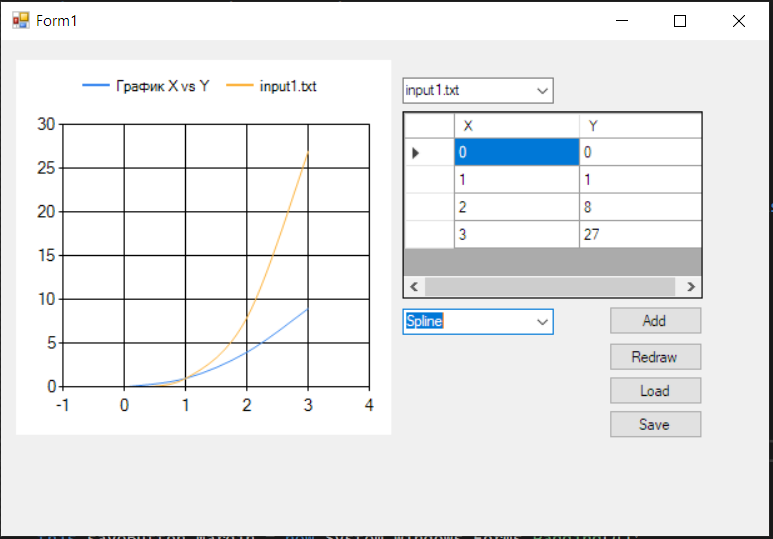 Form1
График X vs Y input1.txt
30
25
20
15
10
5
0
-1 0 1 2 3 4
input1.txt
X Y
0 0
1 1
2 8
3 27
Spline
Add
Redraw
Load
Save